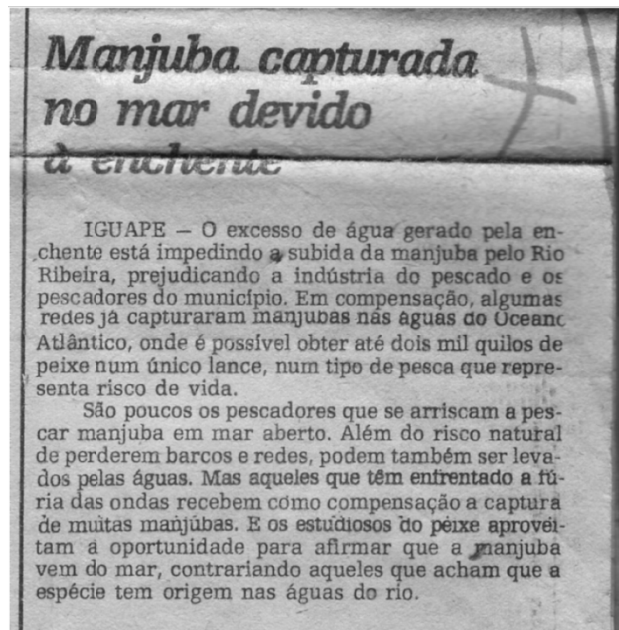 Manjuba capturada
no mar devido
à enchente
IGUAPE — O excesso de água gerado pela en-
chente está impedindo a subida da manjuba pelo Rio
Ribeira, prejudicando a indústria do pescado e os
pescadores do município. Em compensação, algumas
redes já capturaram manjubas nas águas do Oceano
Atlântico, onde é possível obter até dois mil quilos de
peixe num único lance, num tipo de pesca que repre-
senta risco de vida.
São poucos os pescadores que se arriscam a pes-
car manjuba em mar aberto. Além do risco natural
de perderem barcos e redes, podem também ser leva-
dos pelas águas. Mas aqueles que têm enfrentado a fú-
ria das ondas recebem como compensação a captura
de muitas manjúbas. E os estudiosos do peixe aprovei-
tam a oportunidade para afirmar que a manjuba
vem do mar, contrariando aqueles que acham que a
espécie tem origem nas águas do rio.